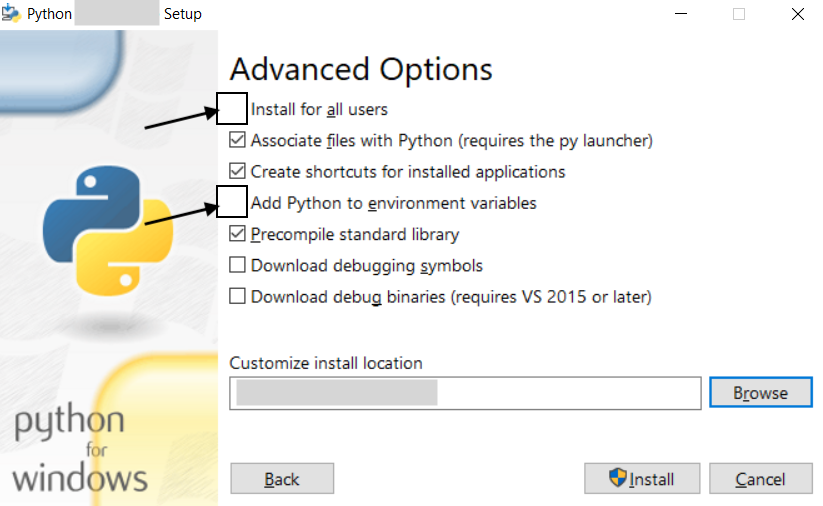 Python Setup
Advanced Options
Install for all users
Associate files with Python (requires the py launcher)
Create shortcuts for installed applications
Add Python to environment variables
Precompile standard library
Download debugging symbols
Download debug binaries (requires VS 2015 or later)
Customize install location
Browse
python
for
windows
Back
Install
Cancel